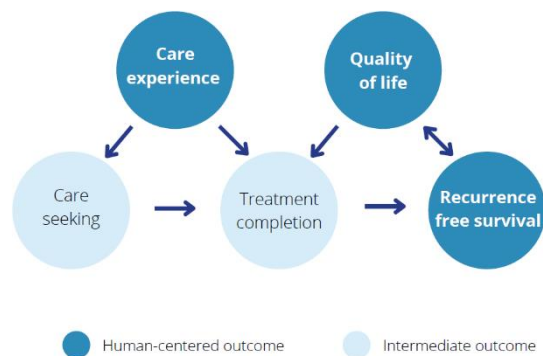 Care
experience
Quality
of life
Care
seeking
Treatment
completion
Recurrence
free survival
Human-centered outcome
Intermediate outcome